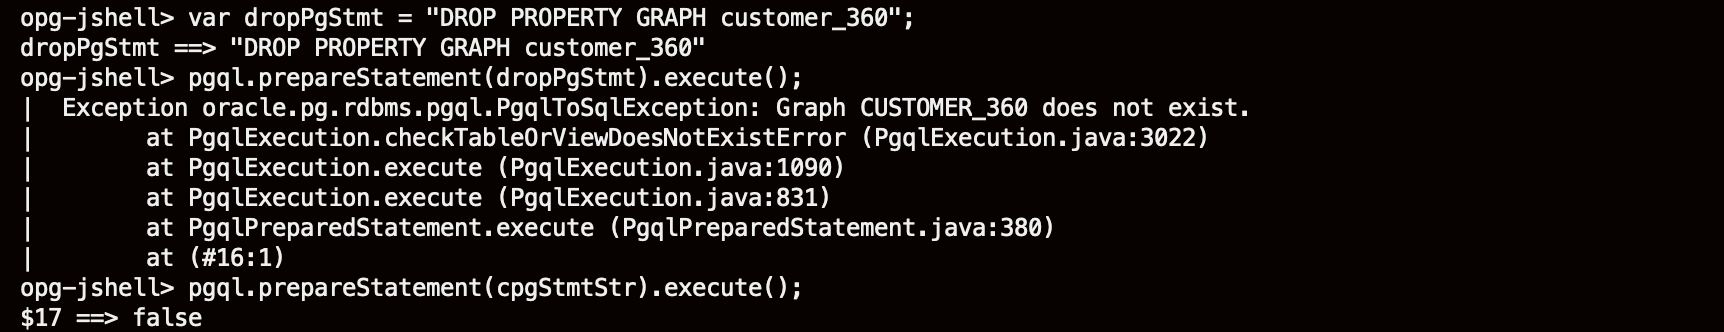 opg-jshell> var dropPgStmt = "DROP PROPERTY GRAPH customer_360";
dropPgStmt ==> "DROP PROPERTY GRAPH customer_360"
opg-jshell> pgql.prepareStatement(dropPgStmt).execute();
|  Exception oracle.pg.rdbms.pgql.PgqlToSqlException: Graph CUSTOMER_360 does not exist.
|        at PgqlExecution.checkTableOrViewDoesNotExistError (PgqlExecution.java:3022)
|        at PgqlExecution.execute (PgqlExecution.java:1090)
|        at PgqlExecution.execute (PgqlExecution.java:831)
|        at PgqlPreparedStatement.execute (PgqlPreparedStatement.java:380)
|        at (#16:1)
opg-jshell> pgql.prepareStatement(cpgStmtStr).execute();
$17 ==> false